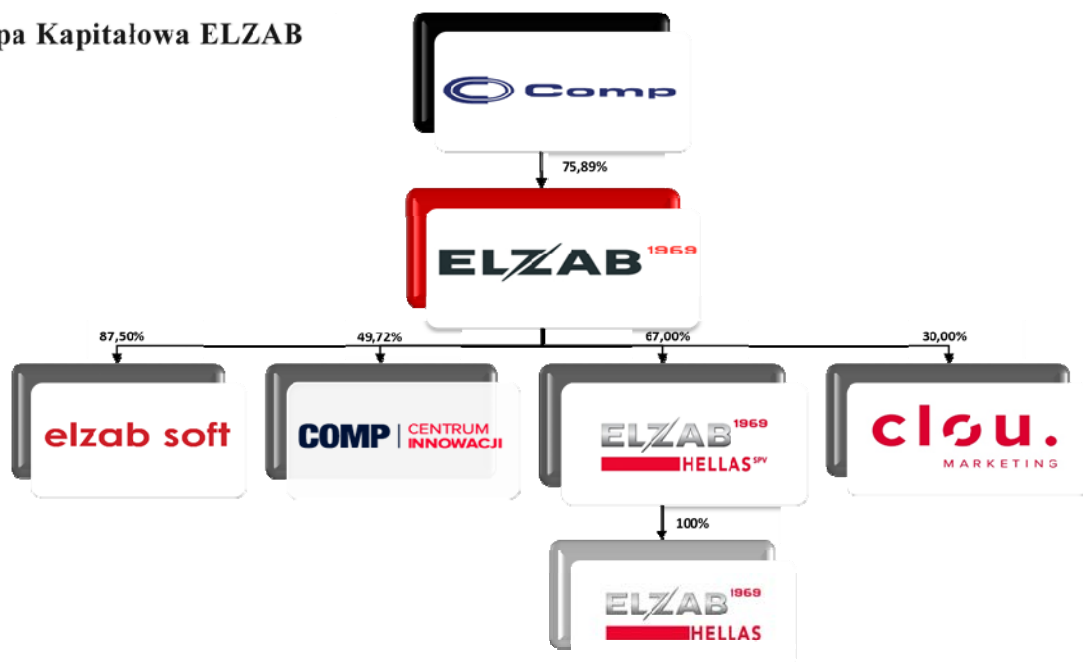 pa Kapitałowa ELZAB
Comp
75,89%
ELZAB 1969
87,50%
49,72%
67,00%
30,00%
elzab soft
COMP | CENTRUM
INNOWACJI
ELZAB 1969
HELLAS SPV
clou.
MARKETING
100%
ELZAB 1969
HELLAS